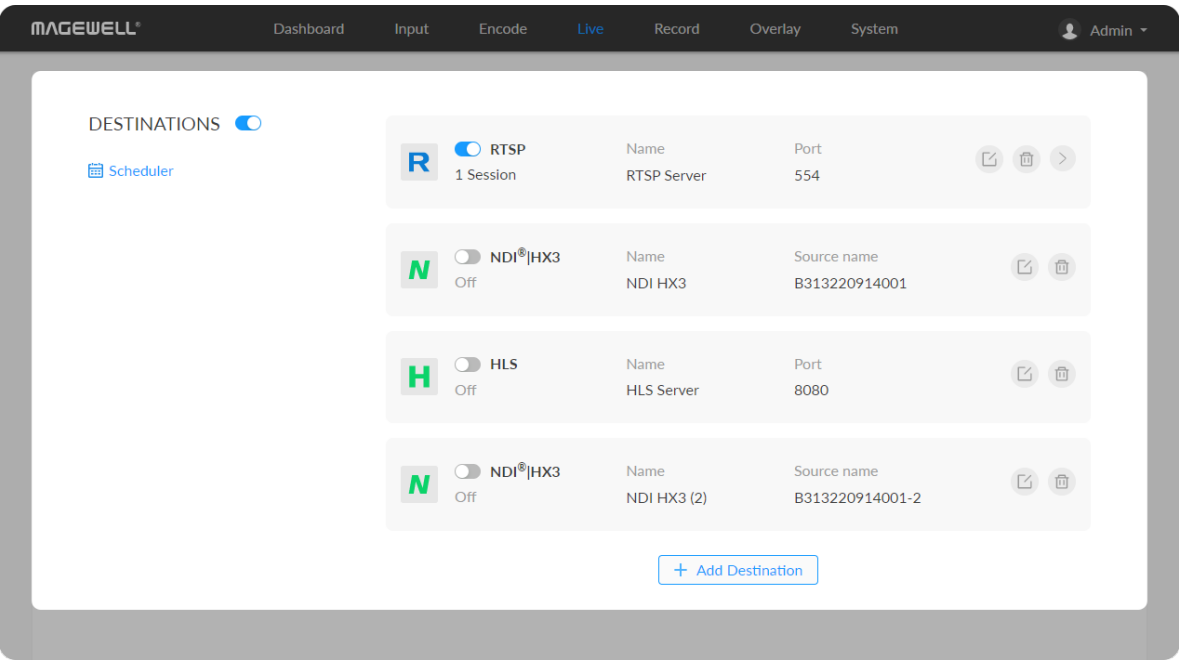 MAGEWELL®
Dashboard Input Encode Live Record Overlay System Admin
DESTINATIONS
Scheduler
R RTSP Name Port
1 Session RTSP Server 554
N NDI®|HX3 Name Source name
Off NDI HX3 B313220914001
H HLS Name Port
Off HLS Server 8080
N NDI®|HX3 Name Source name
Off NDI HX3 (2) B313220914001-2
+ Add Destination